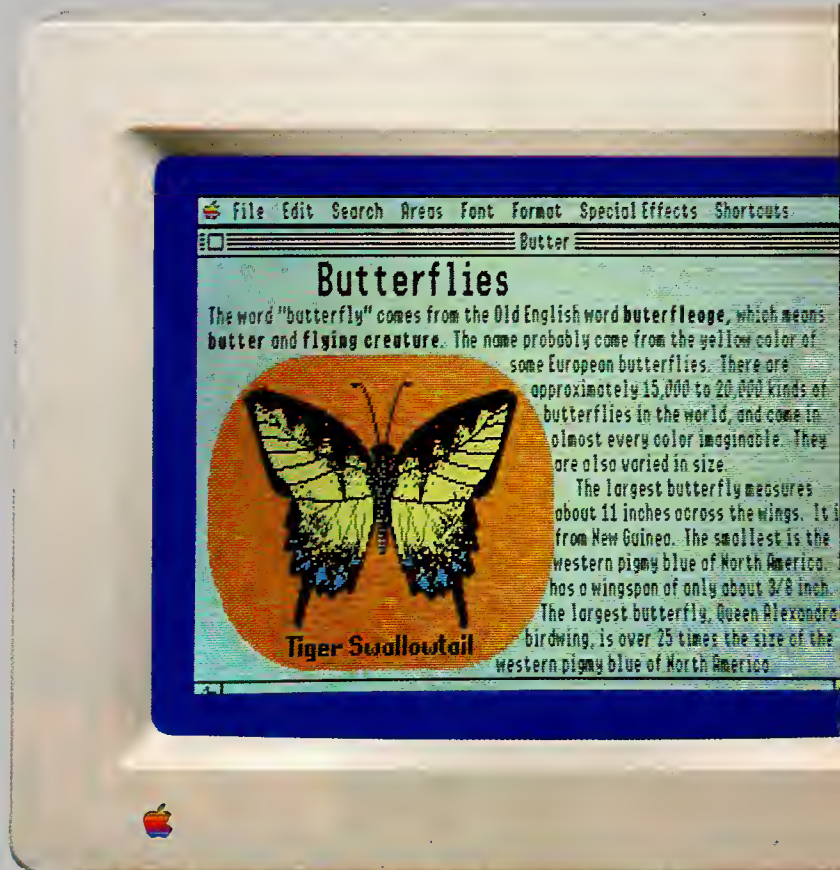 File Edit Search Areas Font Format Special Effects Shortcuts
Butter
Butterflies
The word "butterfly" comes from the Old English word buterfleoge, which means
butter and flying creature. The name probably came from the yellow color of
some European butterflies. There are
approximately 15,000 to 20,000 kinds of
butterflies in the world, and come in
almost every color imaginable. They
are also varied in size.
The largest butterfly measures
about 11 inches across the wings. It i
from New Guinea. The smallest is the
western pigmy blue of North America.
has a wingspan of only about 3/8 inch.
The largest butterfly, Queen Alexandre
birdwing, is over 25 times the size of the
western pigmy blue of North America
Tiger Swallowtail